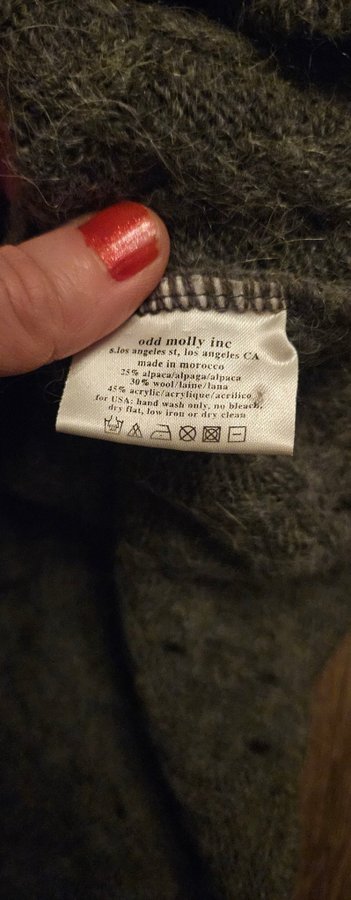 odd molly inc
s.los angeles st, los angeles CA
made in morocco
25% alpaca/alpaga/alpaca
30% wool/laine/lana
45% acrylic/acrylique/acrilico
for USA: hand wash only, no bleach,
dry flat, low iron or dry clean